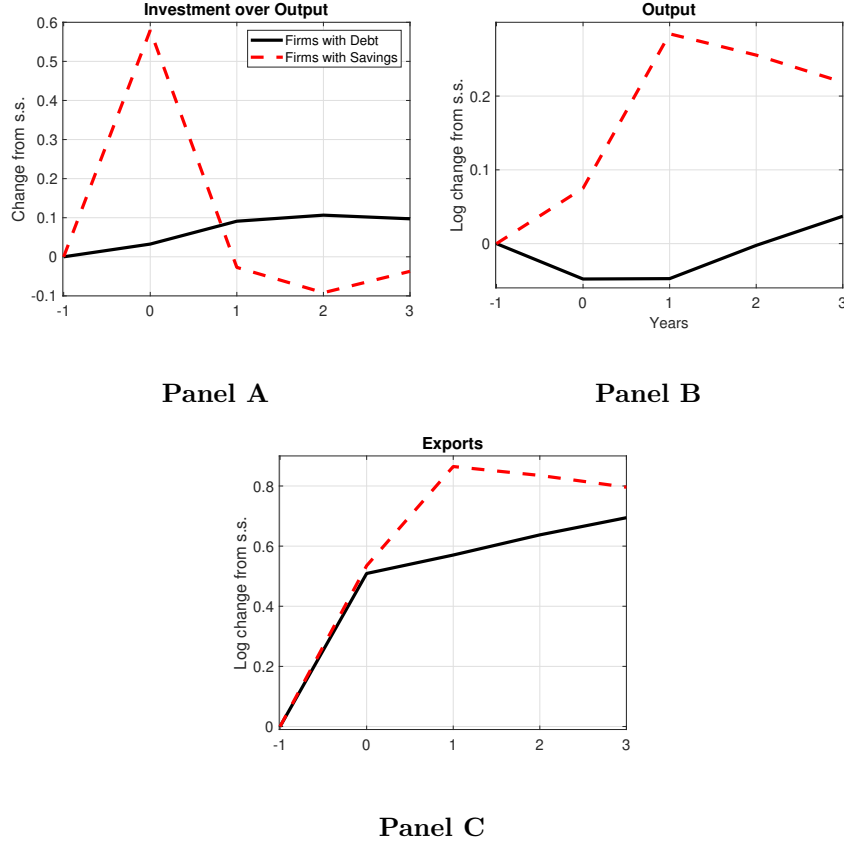 Investment over Output
Change from s.s.
0.6
0.5
0.4
0.3
0.2
0.1
0
-0.1
Firms with Debt
Firms with Savings
-1 0 1 2 3
Panel A
Output
Log change from s.s.
0.2
0.1
0
-1 0 1 2 3
Years
Panel B
Exports
Log change from s.s.
0.8
0.6
0.4
0.2
0
-1 0 1 2 3
Panel C